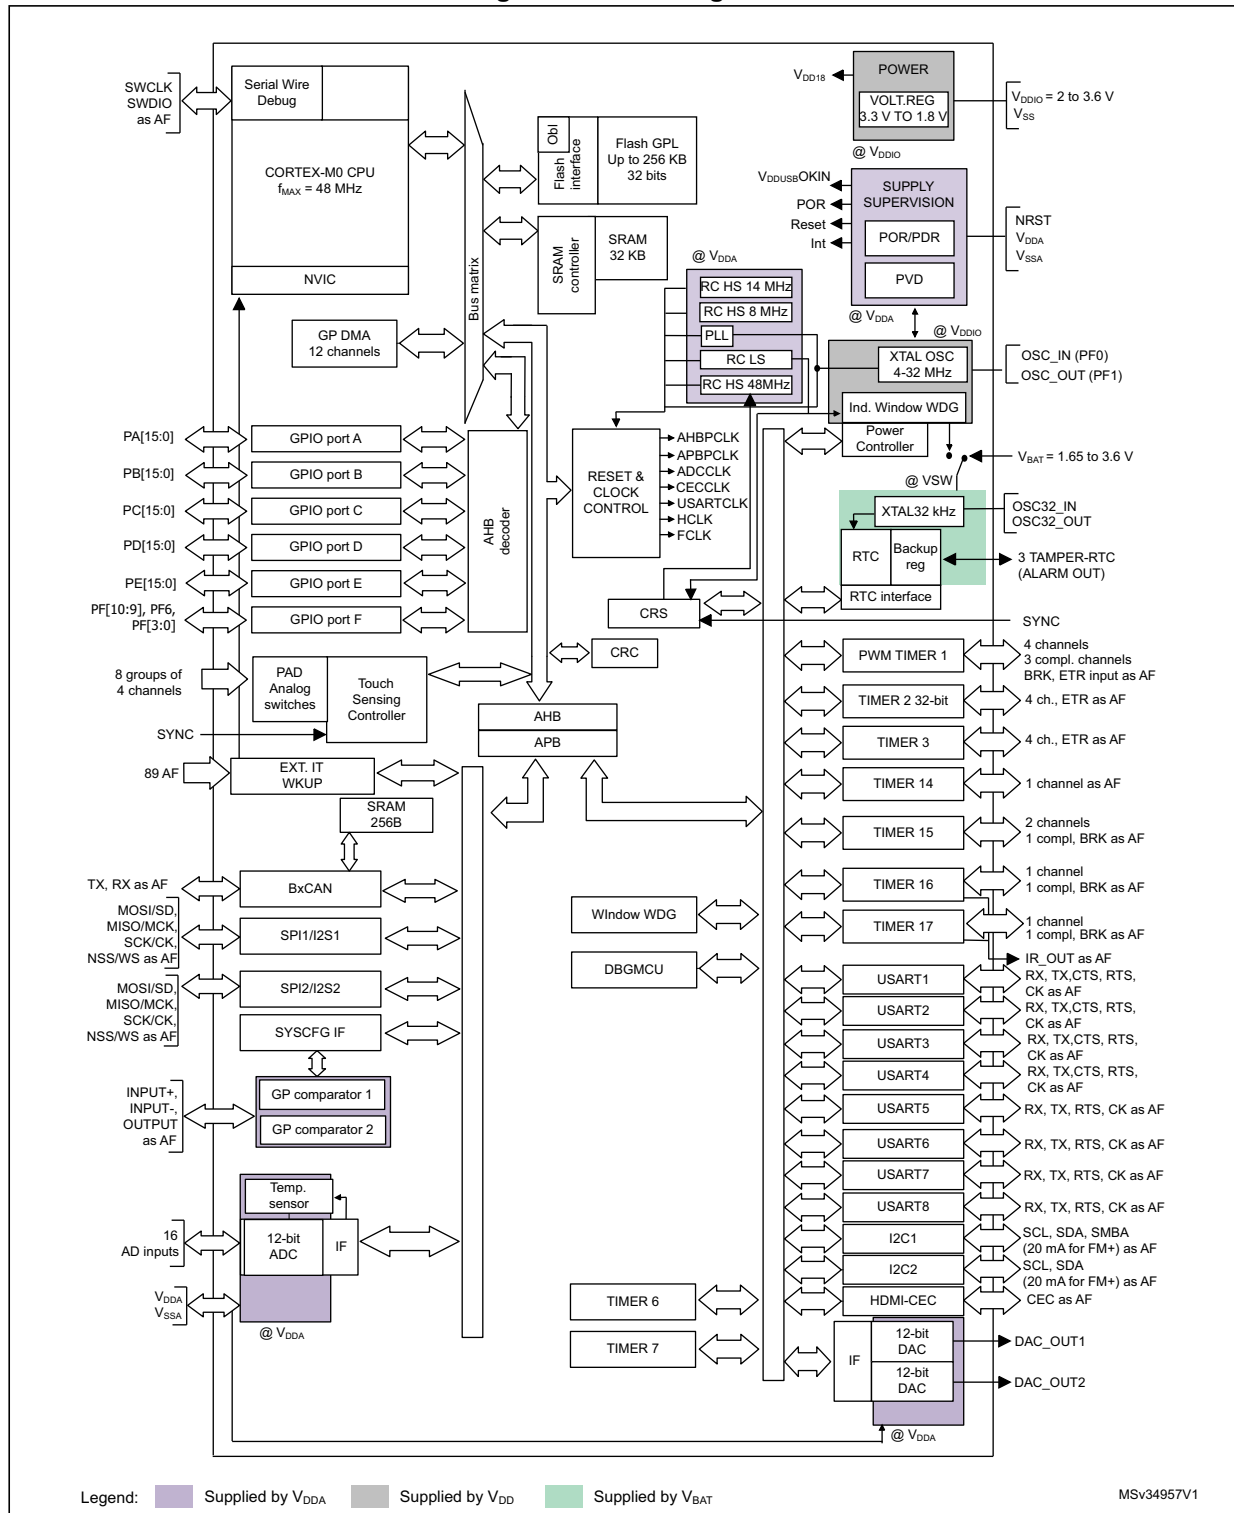 SWCLK
SWDIO
as AF
Serial Wire
Debug
CORTEX-M0 CPU
fMAX = 48 MHz
NVIC
Bus matrix
Obl
Flash
interface
Flash GPL
Up to 256 KB
32 bits
SRAM
controller
SRAM
32 KB
VDD18
POWER
VOLT.REG
3.3 V TO 1.8 V
VDDIO = 2 to 3.6 V
VSS
@ VDDIO
VDDUSBOKIN
POR
Reset
Int
SUPPLY
SUPERVISION
POR/PDR
PVD
NRST
VDDA
VSSA
@ VDDA
@ VDDA
RC HS 14 MHz
RC HS 8 MHz
PLL
RC LS
RC HS 48MHz
@ VDDIO
XTAL OSC
4-32 MHz
OSC_IN (PF0)
OSC_OUT (PF1)
Ind. Window WDG
Power
Controller
VBAT = 1.65 to 3.6 V
@ VSW
GP DMA
12 channels
PA[15:0]
GPIO port A
PB[15:0]
GPIO port B
PC[15:0]
GPIO port C
PD[15:0]
GPIO port D
PE[15:0]
GPIO port E
PF[10:9], PF6,
PF[3:0]
GPIO port F
AHB
decoder
RESET &
CLOCK
CONTROL
AHBPCLK
APBPCLK
ADCCLK
CECCLK
USARTCLK
HCLK
FCLK
XTAL32 kHz
OSC32_IN
OSC32_OUT
RTC
Backup
reg
RTC interface
3 TAMPER-RTC
(ALARM OUT)
CRS
SYNC
CRC
8 groups of
4 channels
PAD
Analog
switches
Touch
Sensing
Controller
SYNC
AHB
APB
89 AF
EXT. IT
WKUP
SRAM
256B
TX, RX as AF
BxCAN
MOSI/SD,
MISO/MCK,
SCK/CK,
NSS/WS as AF
SPI1/I2S1
MOSI/SD,
MISO/MCK,
SCK/CK,
NSS/WS as AF
SPI2/I2S2
SYSCFG IF
INPUT+,
INPUT-,
OUTPUT
as AF
GP comparator 1
GP comparator 2
Temp.
sensor
16
AD inputs
12-bit
ADC
IF
VDDA
VSSA
@ VDDA
WIndow WDG
DBGMCU
TIMER 6
TIMER 7
PWM TIMER 1
4 channels
3 compl. channels
BRK, ETR input as AF
TIMER 2 32-bit
4 ch., ETR as AF
TIMER 3
4 ch., ETR as AF
TIMER 14
1 channel as AF
TIMER 15
2 channels
1 compl, BRK as AF
TIMER 16
1 channel
1 compl, BRK as AF
TIMER 17
1 channel
1 compl, BRK as AF
IR_OUT as AF
USART1
RX, TX,CTS, RTS,
CK as AF
USART2
RX, TX,CTS, RTS,
CK as AF
USART3
RX, TX,CTS, RTS,
CK as AF
USART4
RX, TX,CTS, RTS,
CK as AF
USART5
RX, TX, RTS, CK as AF
USART6
RX, TX, RTS, CK as AF
USART7
RX, TX, RTS, CK as AF
USART8
RX, TX, RTS, CK as AF
I2C1
SCL, SDA, SMBA
(20 mA for FM+) as AF
I2C2
SCL, SDA
(20 mA for FM+) as AF
HDMI-CEC
CEC as AF
IF
12-bit
DAC
DAC_OUT1
12-bit
DAC
DAC_OUT2
@ VDDA
Legend: Supplied by VDDA Supplied by VDD Supplied by VBAT
MSv34957V1